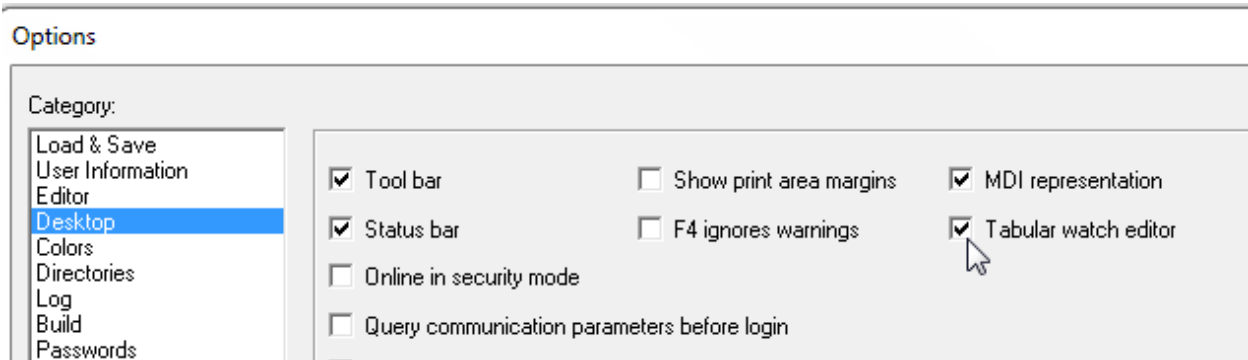 Options
Category:
Load & Save
User Information
Editor
Desktop
Colors
Directories
Log
Build
Passwords
Tool bar
Show print area margins
MDI representation
Status bar
F4 ignores warnings
Tabular watch editor
Online in security mode
Query communication parameters before login